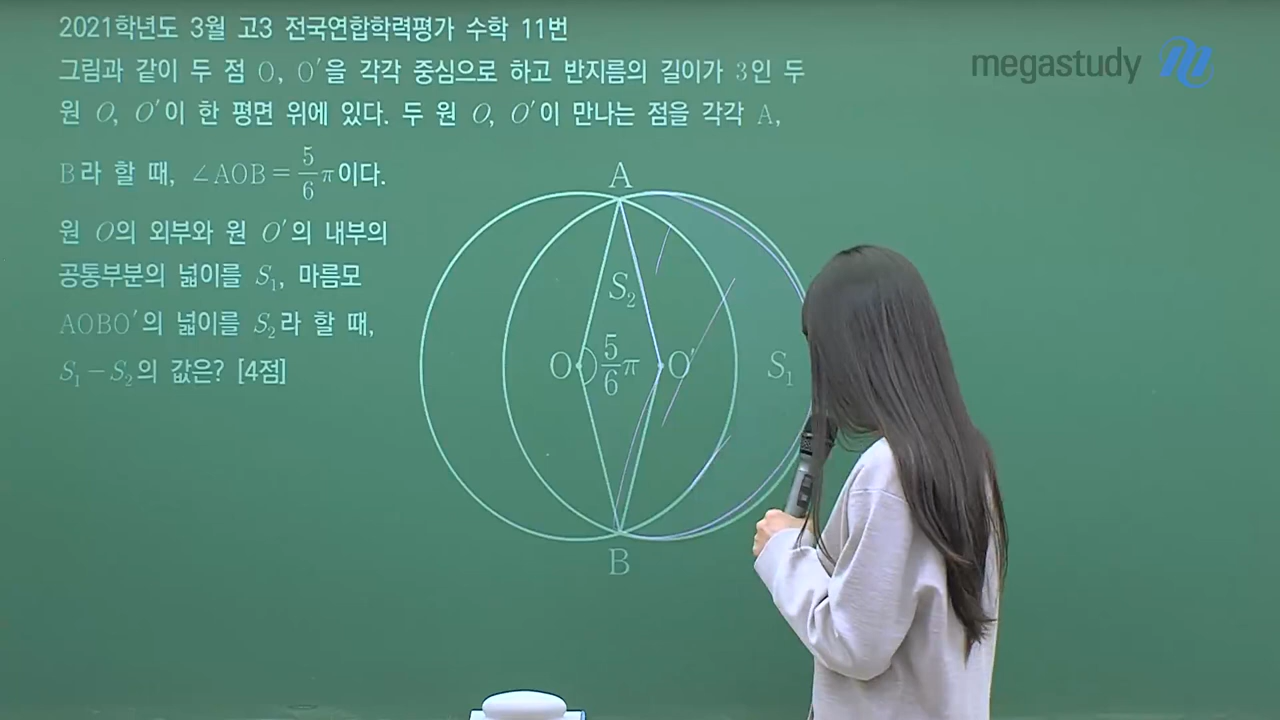 2021학년도 3월 고3 전국연합학력평가 수학 11번
그림과 같이 두 점 O, O′을 각각 중심으로 하고 반지름의 길이가 3인 두
원 O, O′이 한 평면 위에 있다. 두 원 O, O′이 만나는 점을 각각 A,
B라 할 때, ∠AOB = 5/6 π이다.
원 O의 외부와 원 O′의 내부의
공통부분의 넓이를 S₁, 마름모
AOBO′의 넓이를 S₂라 할 때,
S₁ − S₂의 값은? [4점]
megastudy
A
S₂
O 5/6 π O′ S₁
B